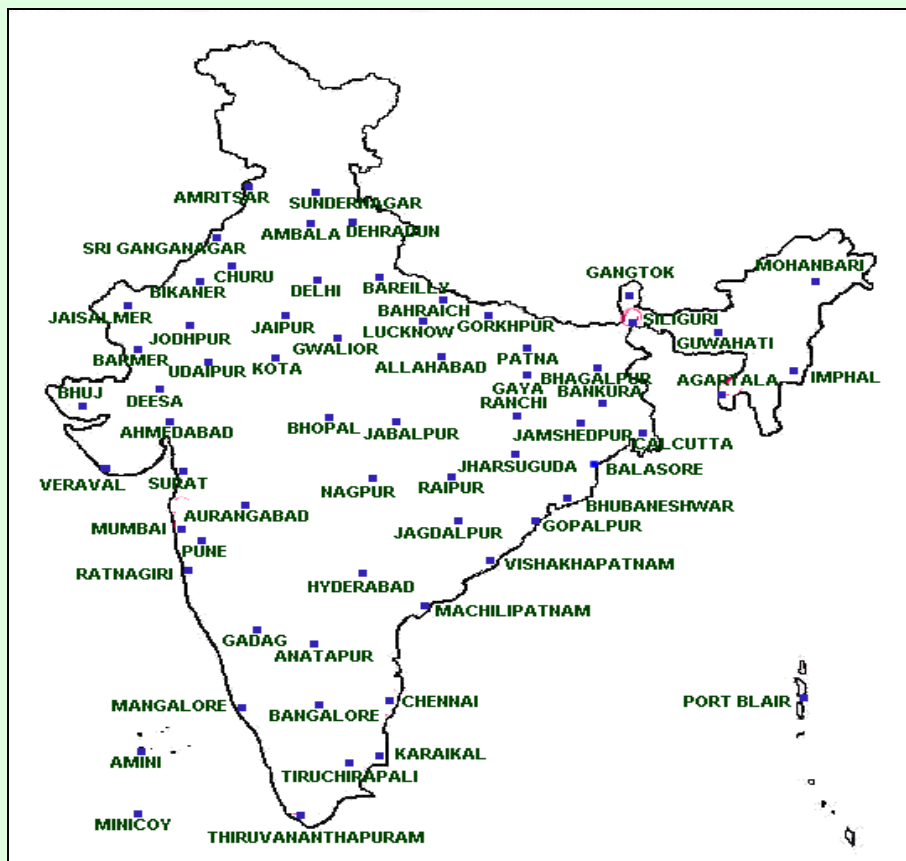 AMRITSAR
SUNDERNAGAR
AMBALA
DEHRADUN
SRI GANGANAGAR
CHURU
BIKANER
DELHI
BAREILLY
GANGTOK
MOHANBARI
JAISALMER
BAHRAICH
JODHPUR
JAIPUR
LUCKNOW
GORKHPUR
SILIGURI
GWALIOR
GUWAHATI
BARMER
UDAIPUR
KOTA
ALLAHABAD
PATNA
BHAGALPUR
AGARTALA
IMPHAL
BHUJ
DEESA
GAYA
BANKURA
RANCHI
AHMEDABAD
BHOPAL
JABALPUR
JAMSHEDPUR
CALCUTTA
VERAVAL
SURAT
NAGPUR
RAIPUR
JHARSUGUDA
BALASORE
AURANGABAD
BHUBANESHWAR
MUMBAI
JAGDALPUR
GOPALPUR
PUNE
RATNAGIRI
HYDERABAD
VISHAKHAPATNAM
MACHILIPATNAM
GADAG
ANATAPUR
MANGALORE
BANGALORE
CHENNAI
PORT BLAIR
AMINI
TIRUCHIRAPALI
KARAIKAL
MINICOY
THIRUVANANTHAPURAM